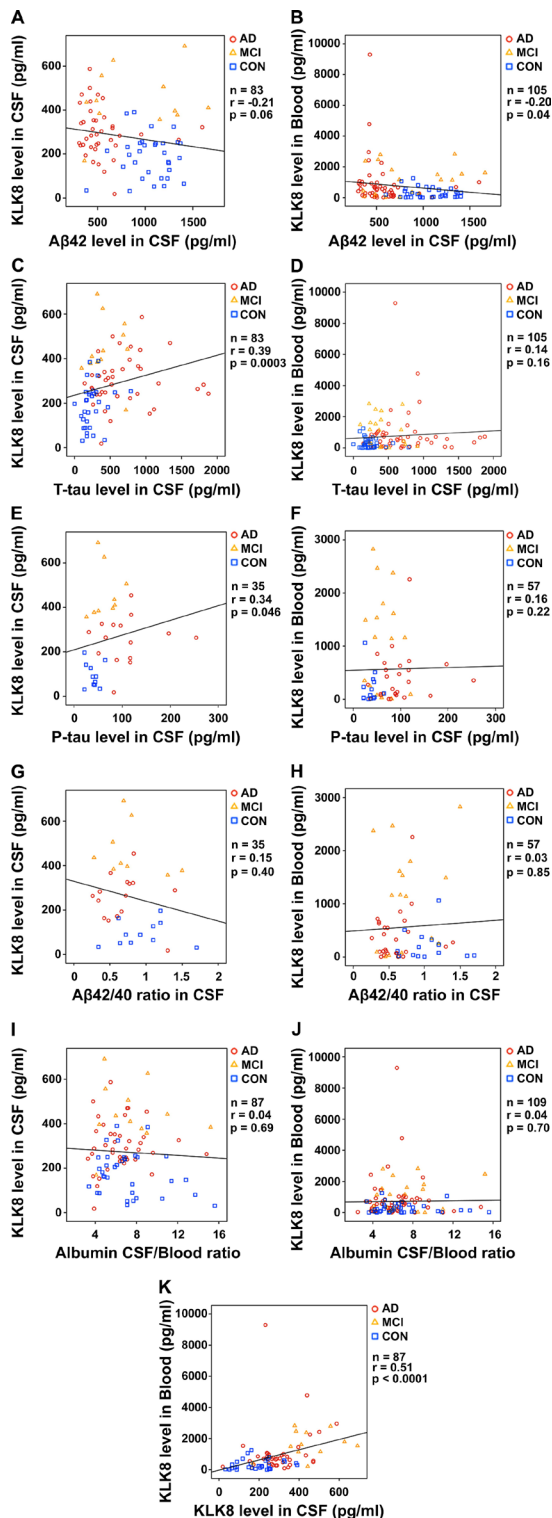 A
KLK8 level in CSF (pg/ml)
600
400
200
0
500 1000 1500
Aβ42 level in CSF (pg/ml)
AD
MCI
CON
n = 83
r = -0.21
p = 0.06
B
KLK8 level in Blood (pg/ml)
10000
8000
6000
4000
2000
0
500 1000 1500
Aβ42 level in CSF (pg/ml)
AD
MCI
CON
n = 105
r = -0.20
p = 0.04
C
KLK8 level in CSF (pg/ml)
600
400
200
0
0 500 1000 1500 2000
T-tau level in CSF (pg/ml)
AD
MCI
CON
n = 83
r = 0.39
p = 0.0003
D
KLK8 level in Blood (pg/ml)
10000
8000
6000
4000
2000
0
0 500 1000 1500 2000
T-tau level in CSF (pg/ml)
AD
MCI
CON
n = 105
r = 0.14
p = 0.16
E
KLK8 level in CSF (pg/ml)
600
400
200
0
0 100 200 300
P-tau level in CSF (pg/ml)
AD
MCI
CON
n = 35
r = 0.34
p = 0.046
F
KLK8 level in Blood (pg/ml)
3000
2000
1000
0
0 100 200 300
P-tau level in CSF (pg/ml)
AD
MCI
CON
n = 57
r = 0.16
p = 0.22
G
KLK8 level in CSF (pg/ml)
600
400
200
0
0 0.5 1 1.5 2
Aβ42/40 ratio in CSF
AD
MCI
CON
n = 35
r = 0.15
p = 0.40
H
KLK8 level in Blood (pg/ml)
3000
2000
1000
0
0 0.5 1 1.5 2
Aβ42/40 ratio in CSF
AD
MCI
CON
n = 57
r = 0.03
p = 0.85
I
KLK8 level in CSF (pg/ml)
800
600
400
200
0
4 8 12 16
Albumin CSF/Blood ratio
AD
MCI
CON
n = 87
r = 0.04
p = 0.69
J
KLK8 level in Blood (pg/ml)
10000
8000
6000
4000
2000
0
4 8 12 16
Albumin CSF/Blood ratio
AD
MCI
CON
n = 109
r = 0.04
p = 0.70
K
KLK8 level in Blood (pg/ml)
10000
8000
6000
4000
2000
0
0 200 400 600
KLK8 level in CSF (pg/ml)
AD
MCI
CON
n = 87
r = 0.51
p < 0.0001